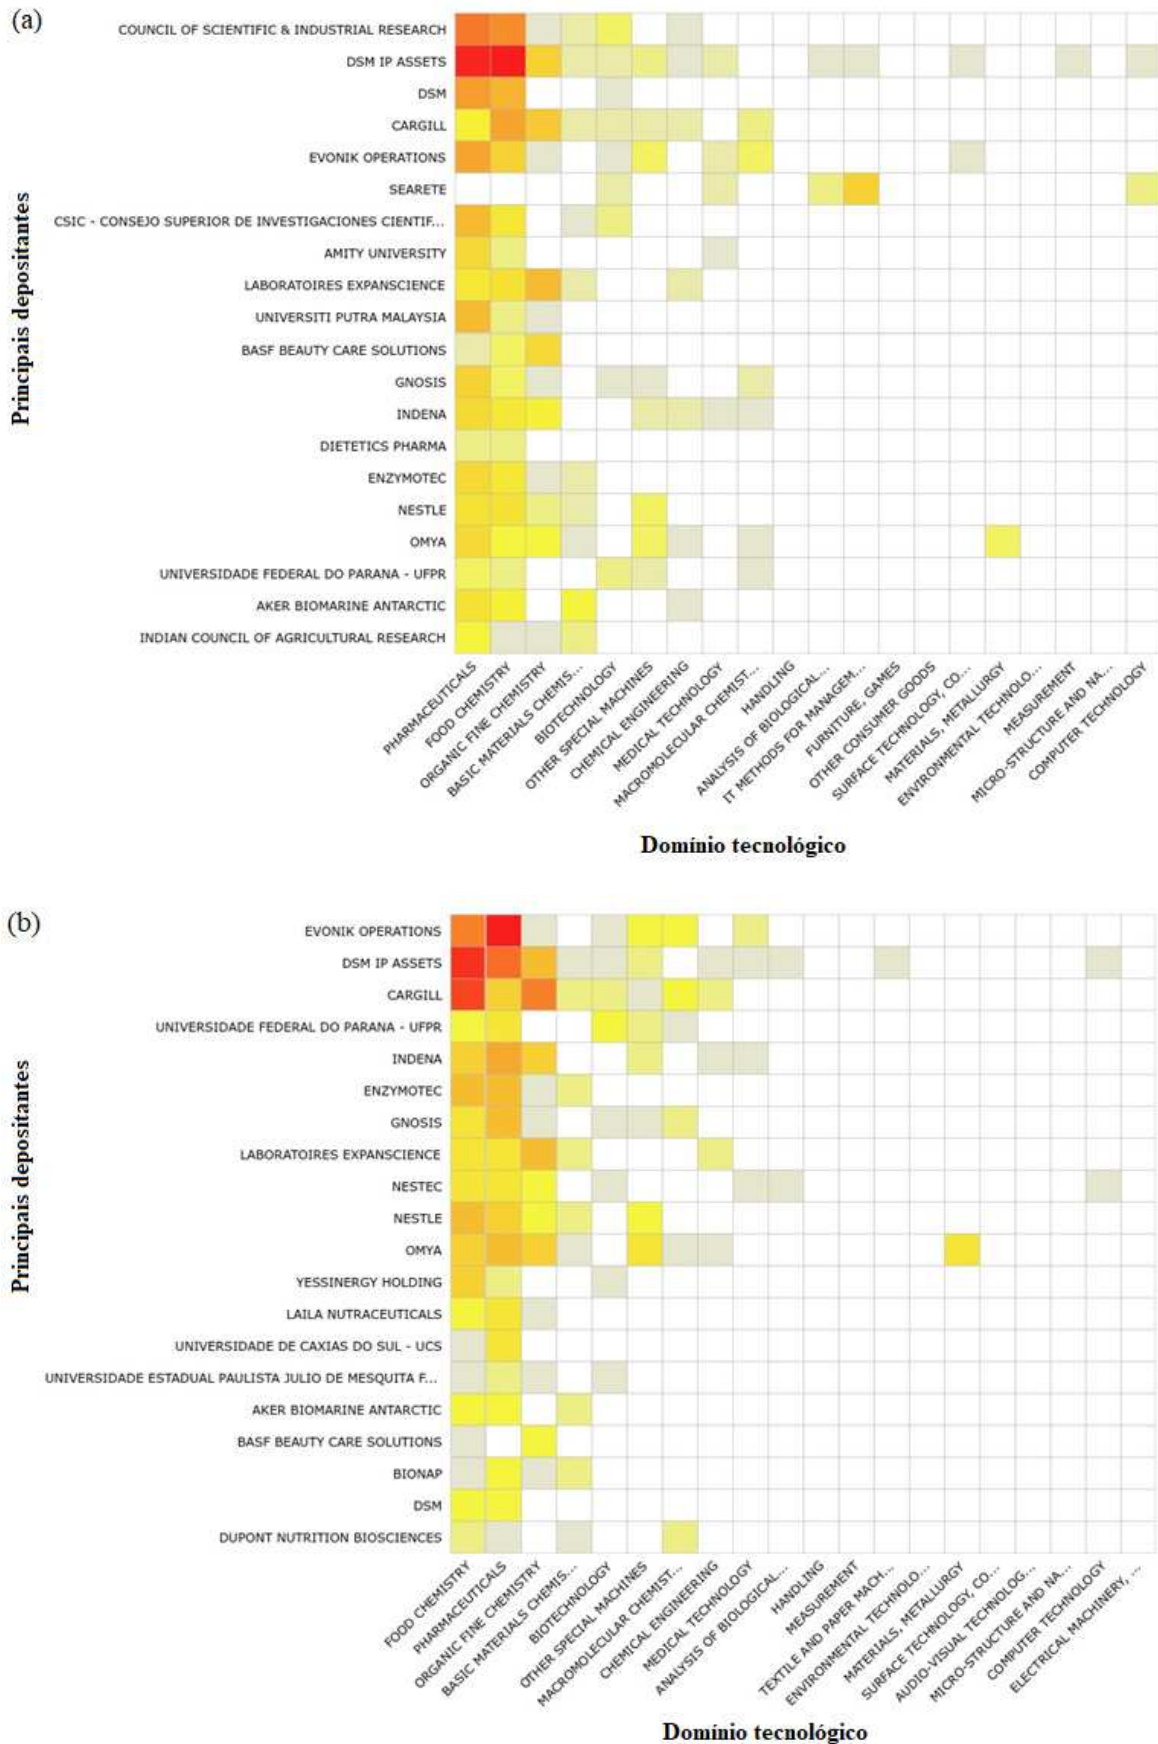 (a)
COUNCIL OF SCIENTIFIC & INDUSTRIAL RESEARCH
DSM IP ASSETS
DSM
CARGILL
EVONIK OPERATIONS
SEARETE
CSIC - CONSEJO SUPERIOR DE INVESTIGACIONES CIENTIF...
AMITY UNIVERSITY
LABORATOIRES EXPANSCIENCE
UNIVERSITI PUTRA MALAYSIA
BASF BEAUTY CARE SOLUTIONS
GNOSIS
INDENA
DIETETICS PHARMA
ENZYMOTEC
NESTLE
OMYA
UNIVERSIDADE FEDERAL DO PARANA - UFPR
AKER BIOMARINE ANTARCTIC
INDIAN COUNCIL OF AGRICULTURAL RESEARCH
Principais depositantes
PHARMACEUTICALS
FOOD CHEMISTRY
ORGANIC FINE CHEMISTRY
BASIC MATERIALS CHEMIS...
BIOTECHNOLOGY
OTHER SPECIAL MACHINES
CHEMICAL ENGINEERING
MEDICAL TECHNOLOGY
MACROMOLECULAR CHEMIST...
HANDLING
ANALYSIS OF BIOLOGICAL...
IT METHODS FOR MANAGEM...
FURNITURE, GAMES
OTHER CONSUMER GOODS
SURFACE TECHNOLOGY, CO...
MATERIALS, METALLURGY
ENVIRONMENTAL TECHNOLO...
MEASUREMENT
MICRO-STRUCTURE AND NA...
COMPUTER TECHNOLOGY
Domínio tecnológico
(b)
EVONIK OPERATIONS
DSM IP ASSETS
CARGILL
UNIVERSIDADE FEDERAL DO PARANA - UFPR
INDENA
ENZYMOTEC
GNOSIS
LABORATOIRES EXPANSCIENCE
NESTEC
NESTLE
OMYA
YESSINERGY HOLDING
LAILA NUTRACEUTICALS
UNIVERSIDADE DE CAXIAS DO SUL - UCS
UNIVERSIDADE ESTADUAL PAULISTA JULIO DE MESQUITA F...
AKER BIOMARINE ANTARCTIC
BASF BEAUTY CARE SOLUTIONS
BIONAP
DSM
DUPONT NUTRITION BIOSCIENCES
Principais depositantes
FOOD CHEMISTRY
PHARMACEUTICALS
ORGANIC FINE CHEMISTRY
BASIC MATERIALS CHEMIS...
BIOTECHNOLOGY
OTHER SPECIAL MACHINES
MACROMOLECULAR CHEMIST...
CHEMICAL ENGINEERING
MEDICAL TECHNOLOGY
ANALYSIS OF BIOLOGICAL...
HANDLING
MEASUREMENT
TEXTILE AND PAPER MACH...
ENVIRONMENTAL TECHNOLO...
MATERIALS, METALLURGY
SURFACE TECHNOLOGY, CO...
AUDIO-VISUAL TECHNOLOG...
MICRO-STRUCTURE AND NA...
COMPUTER TECHNOLOGY
ELECTRICAL MACHINERY, ...
Domínio tecnológico